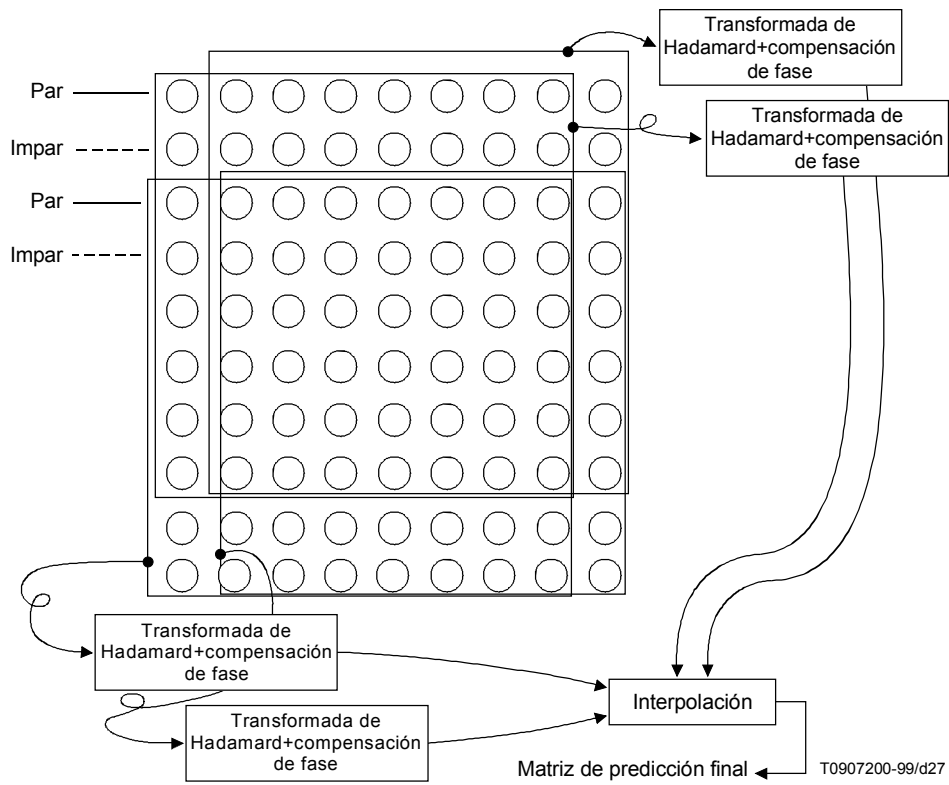 Transformada de
Hadamard+compensación
de fase
Transformada de
Hadamard+compensación
de fase
Par
Impar
Par
Impar
Transformada de
Hadamard+compensación
de fase
Transformada de
Hadamard+compensación
de fase
Interpolación
Matriz de predicción final
T0907200-99/d27